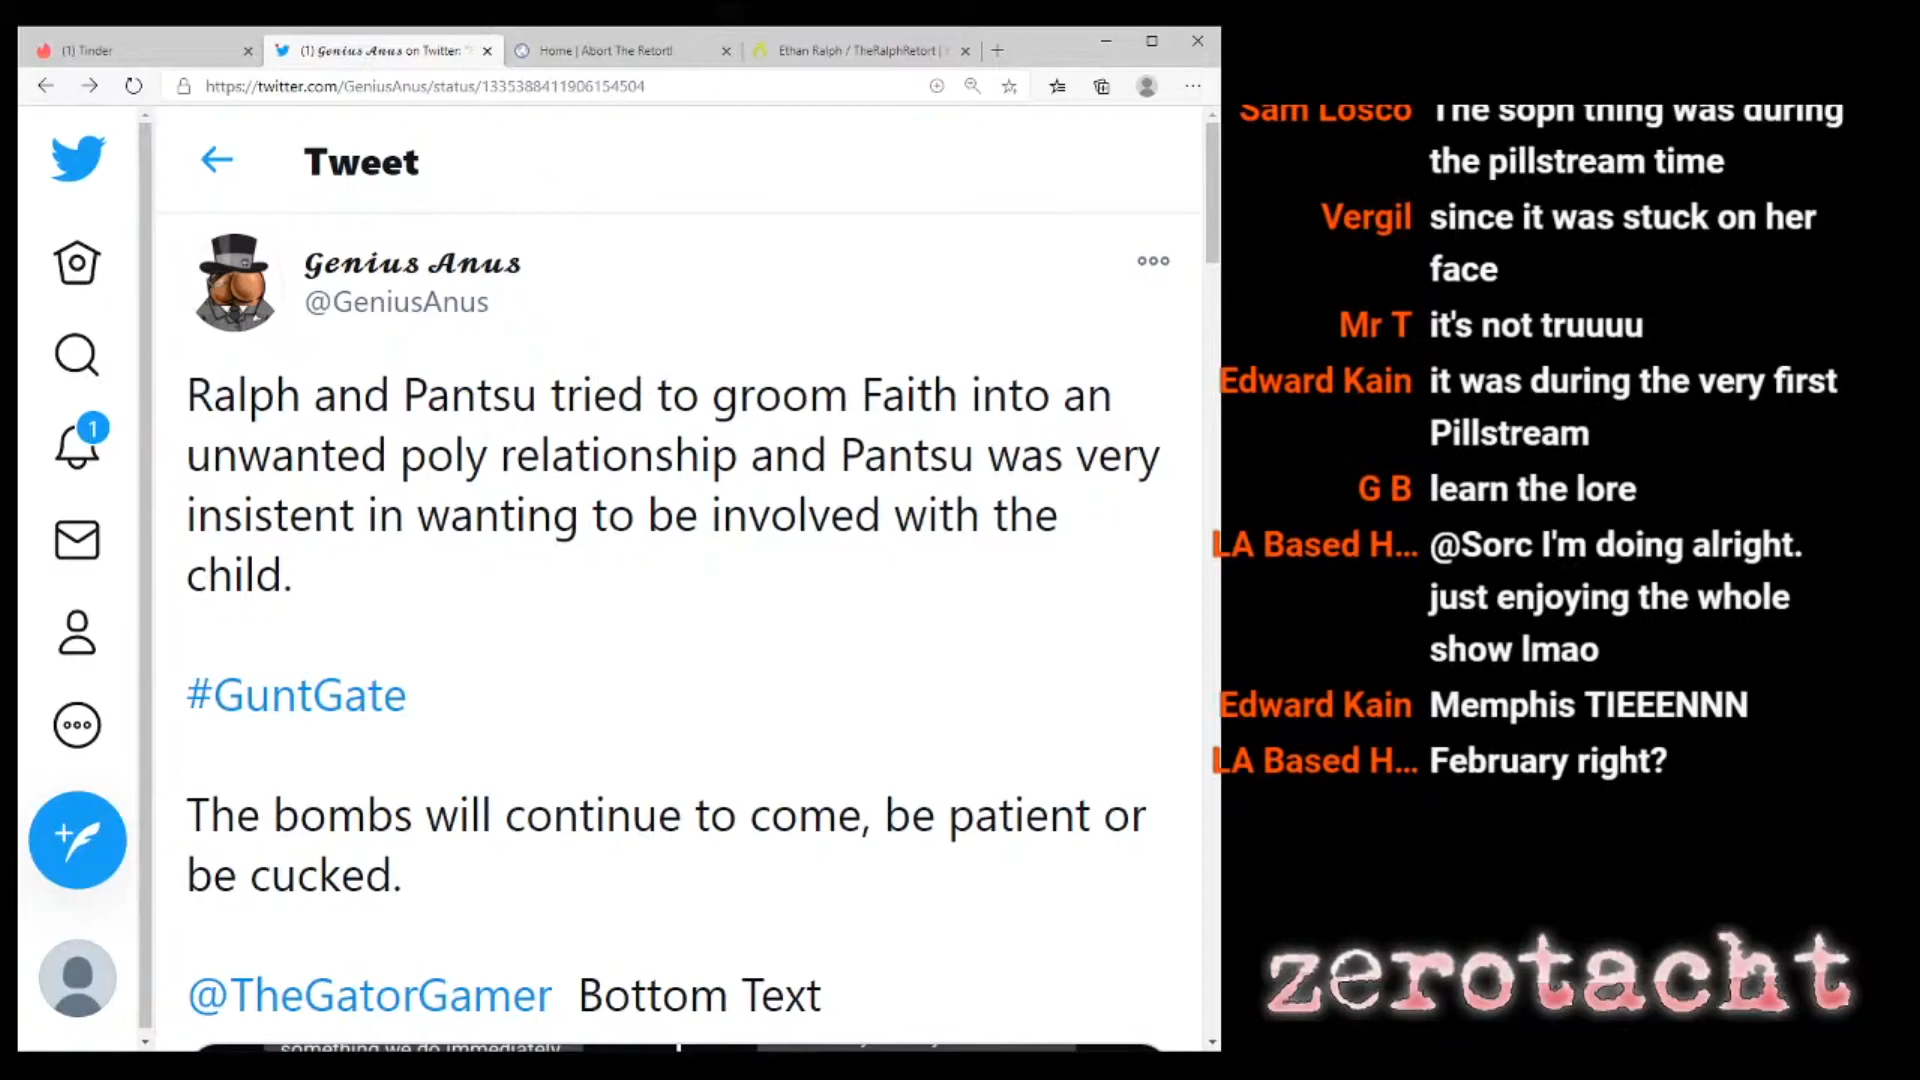 (1) Tinder
(1) Genius Anus on Twitter: "
Home | Abort The Retort!
Ethan Ralph / TheRalphRetort |
https://twitter.com/GeniusAnus/status/1335388411906154504
Tweet
Genius Anus
@GeniusAnus
1
Ralph and Pantsu tried to groom Faith into an
unwanted poly relationship and Pantsu was very
insistent in wanting to be involved with the
child.
#GuntGate
The bombs will continue to come, be patient or
be cucked.
@TheGatorGamer Bottom Text
something we do immediately
Sam Losco The soph thing was during
the pillstream time
Vergil since it was stuck on her
face
Mr T it's not truuuu
Edward Kain it was during the very first
Pillstream
G B learn the lore
LA Based H... @Sorc I'm doing alright.
just enjoying the whole
show lmao
Edward Kain Memphis TIEEENNN
LA Based H... February right?
zerotacht